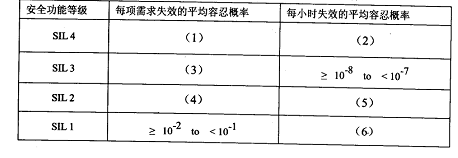 安全功能等级 每项需求失效的平均容忍概率 每小时失效的平均容忍概率
SIL 4 （1） （2）
SIL 3 （3） ≥ 10⁻⁸ to < 10⁻⁷
SIL 2 （4） （5）
SIL 1 ≥ 10⁻² to < 10⁻¹ （6）